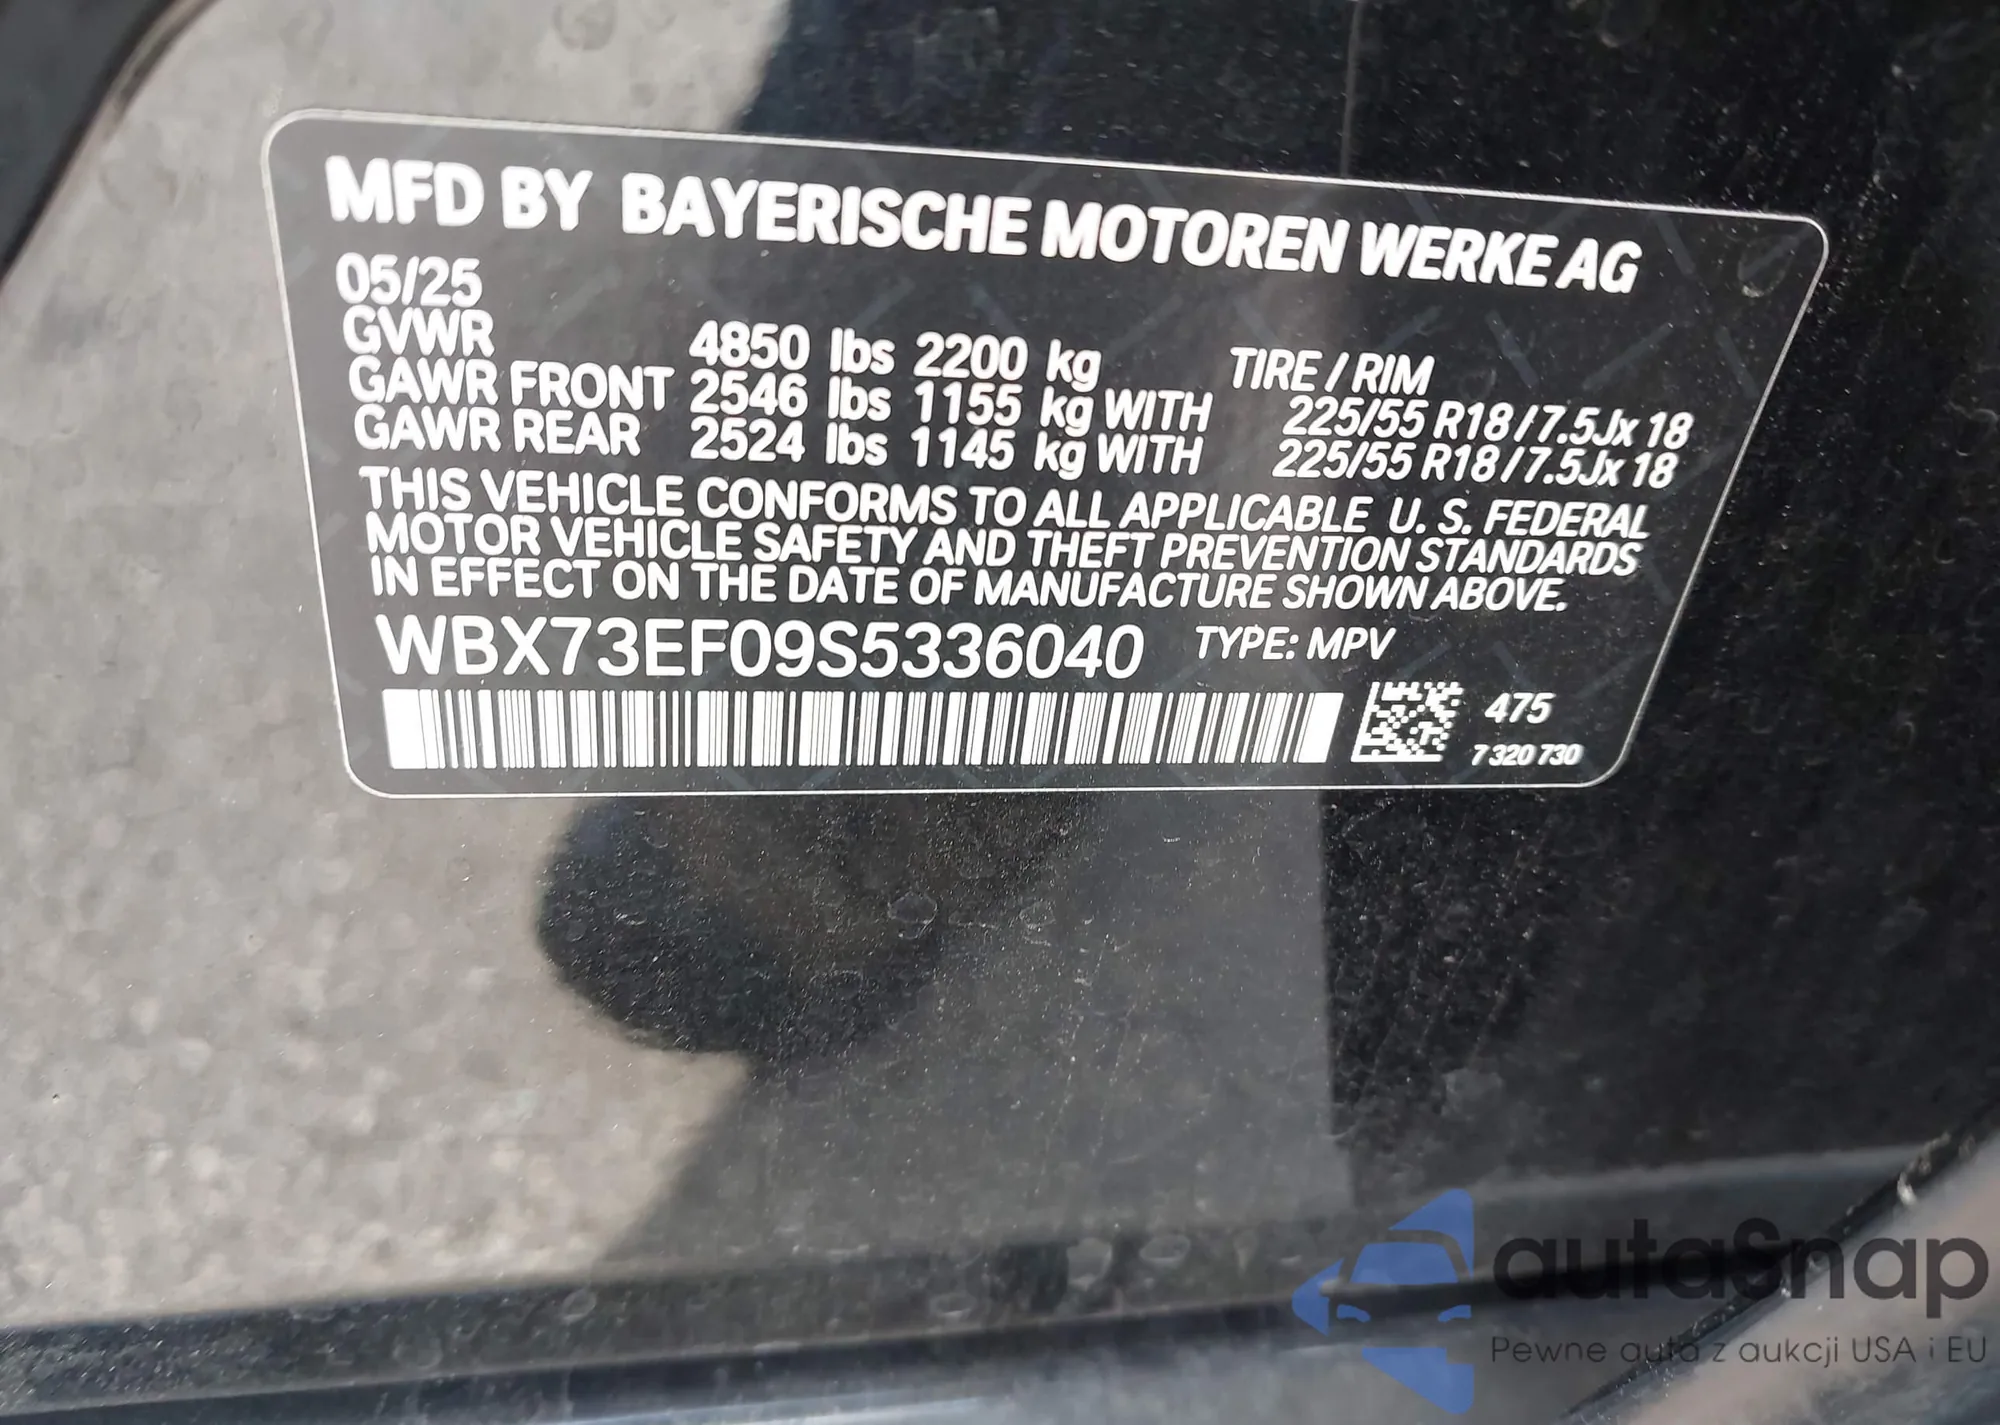 MFD BY BAYERISCHE MOTOREN WERKE AG
05/25
GVWR 4850 lbs 2200 kg TIRE / RIM
GAWR FRONT 2546 lbs 1155 kg WITH 225/55 R18 / 7.5Jx 18
GAWR REAR 2524 lbs 1145 kg WITH 225/55 R18 / 7.5Jx 18
THIS VEHICLE CONFORMS TO ALL APPLICABLE U. S. FEDERAL
MOTOR VEHICLE SAFETY AND THEFT PREVENTION STANDARDS
IN EFFECT ON THE DATE OF MANUFACTURE SHOWN ABOVE.
WBX73EF09S5336040 TYPE: MPV
475
7 320 730
autaSnap
Pewne auta z aukcji USA i EU